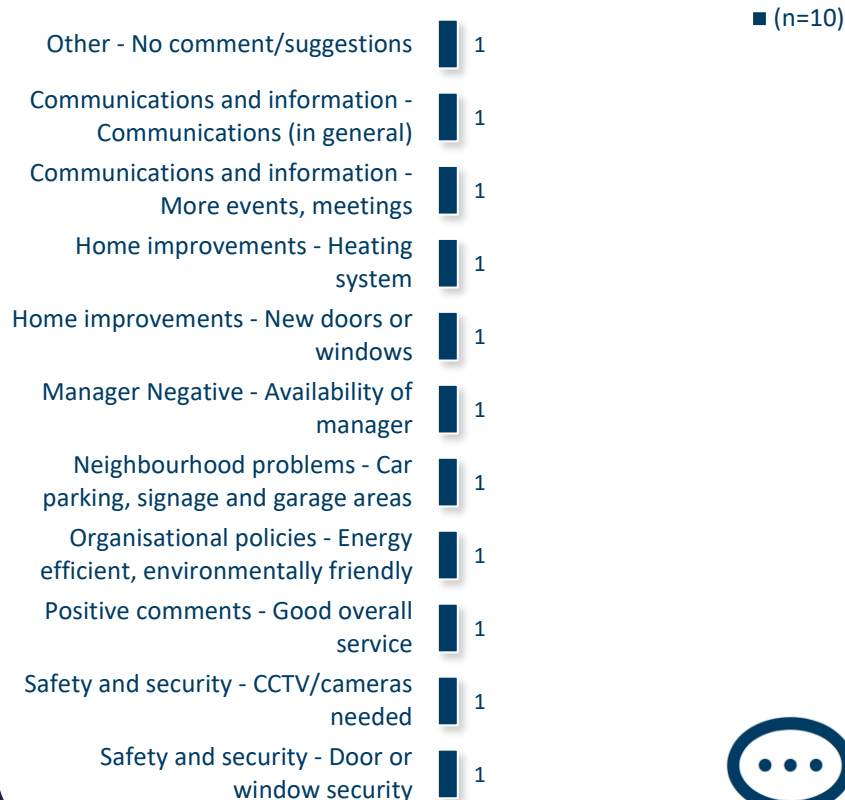 (n=10)
Other - No comment/suggestions 1
Communications and information -
Communications (in general) 1
Communications and information -
More events, meetings 1
Home improvements - Heating
system 1
Home improvements - New doors or
windows 1
Manager Negative - Availability of
manager 1
Neighbourhood problems - Car
parking, signage and garage areas 1
Organisational policies - Energy
efficient, environmentally friendly 1
Positive comments - Good overall
service 1
Safety and security - CCTV/cameras
needed 1
Safety and security - Door or
window security 1